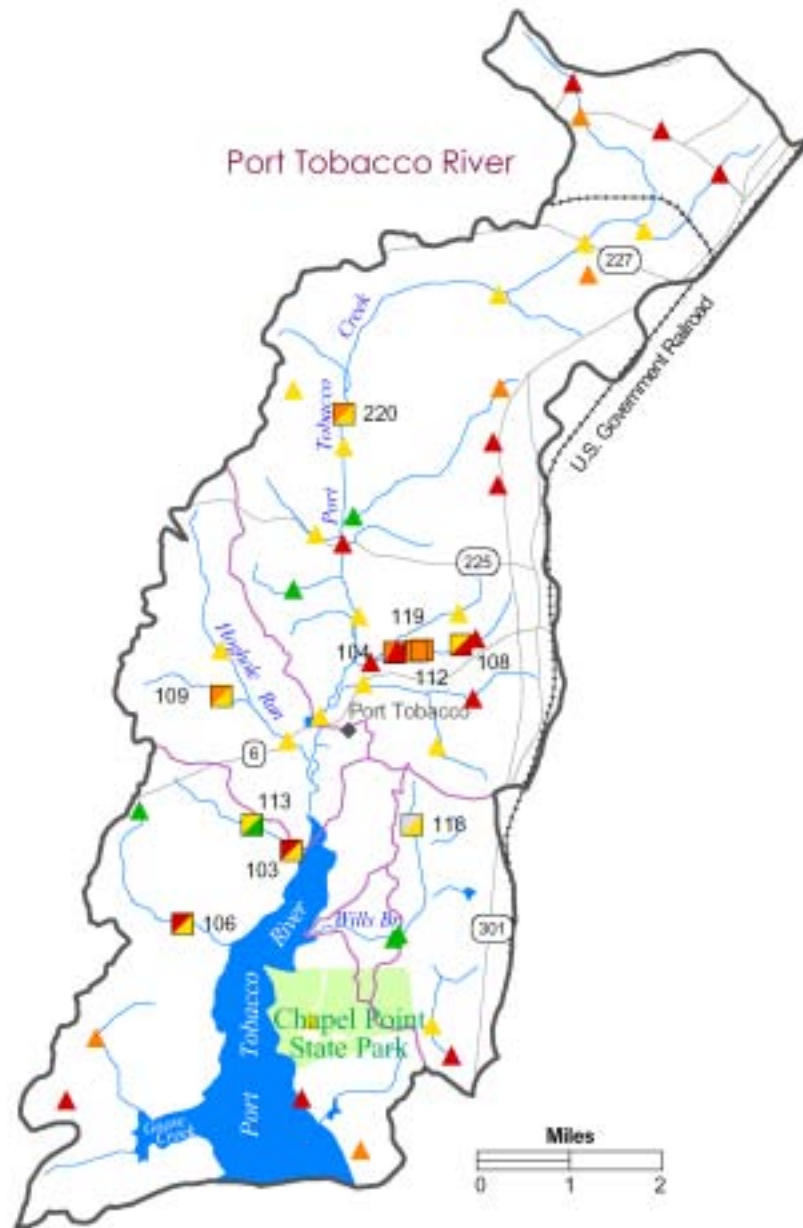 Port Tobacco River
227
Creek
U.S. Government Railroad
Tobacco
220
Port
225
119
104
108
Hoghole Run
112
109
Port Tobacco
6
113
118
103
106
River
Wills Br
301
Tobacco
Chapel Point
State Park
Port
Goose
Creek
Miles
0 1 2